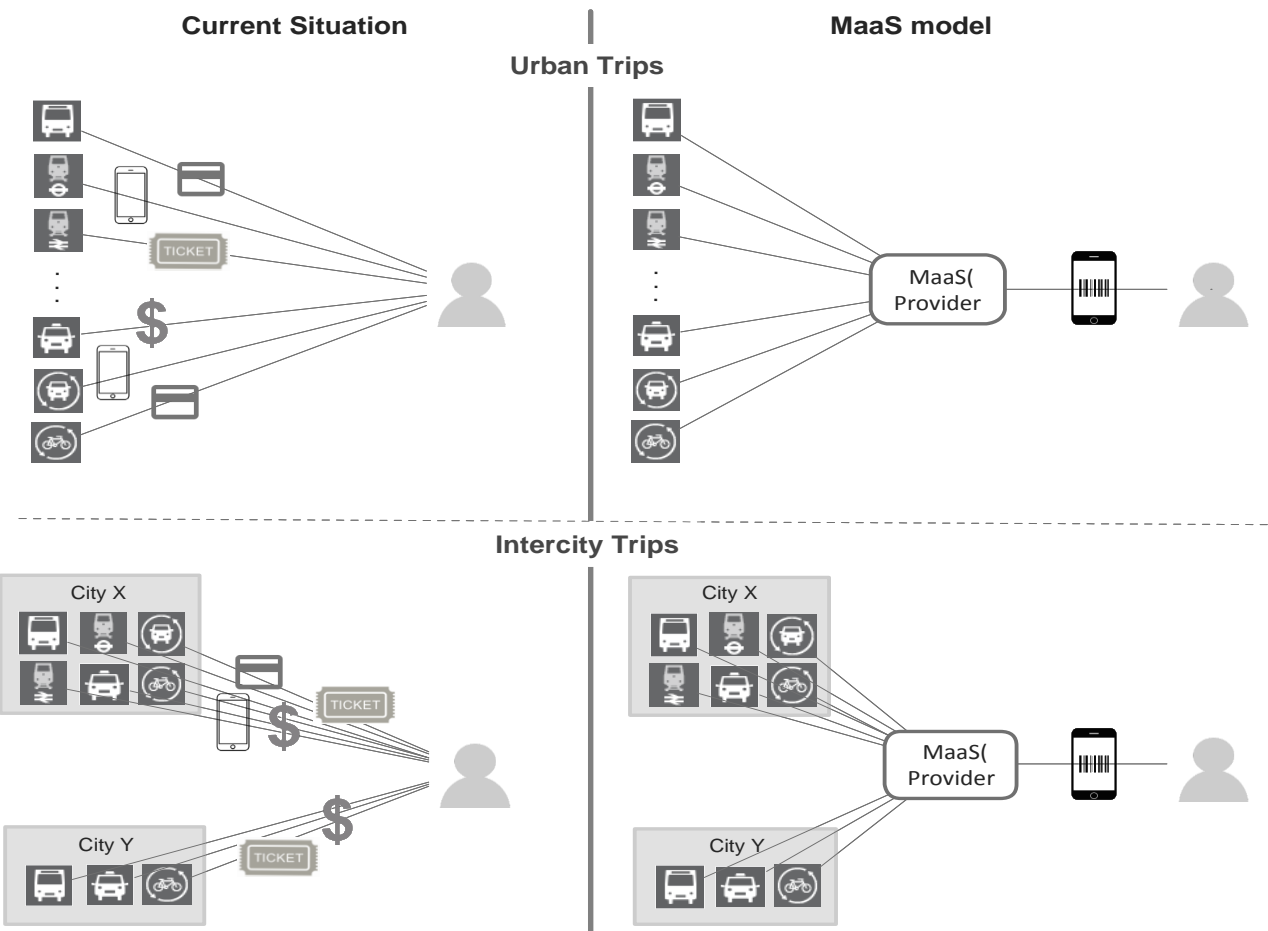 Current Situation
MaaS model
Urban Trips
TICKET
$
MaaS(
Provider
Intercity Trips
City X
TICKET
$
$
City Y
TICKET
City X
MaaS(
Provider
City Y